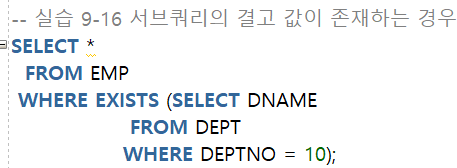 -- 실습 9-16 서브쿼리의 결고 값이 존재하는 경우
SELECT *
FROM EMP
WHERE EXISTS (SELECT DNAME
FROM DEPT
WHERE DEPTNO = 10);